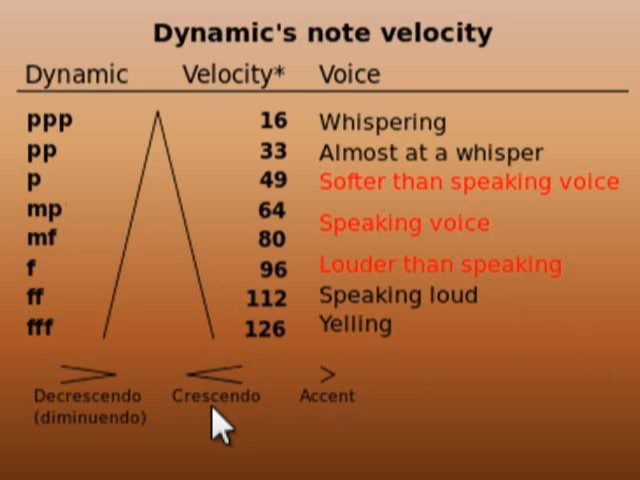 Dynamic's note velocity
Dynamic Velocity* Voice
ppp 16 Whispering
pp 33 Almost at a whisper
p 49 Softer than speaking voice
mp 64 Speaking voice
mf 80
f 96 Louder than speaking
ff 112 Speaking loud
fff 126 Yelling
Decrescendo Crescendo Accent
(diminuendo)